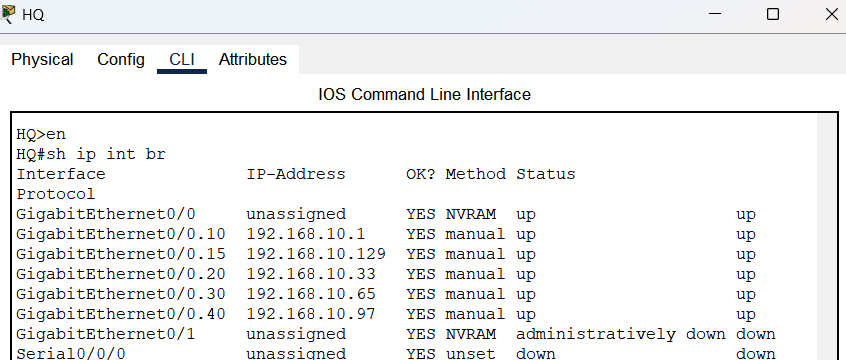 HQ
Physical Config CLI Attributes
IOS Command Line Interface
HQ>en
HQ#sh ip int br
Interface IP-Address OK? Method Status
Protocol
GigabitEthernet0/0 unassigned YES NVRAM up up
GigabitEthernet0/0.10 192.168.10.1 YES manual up up
GigabitEthernet0/0.15 192.168.10.129 YES manual up up
GigabitEthernet0/0.20 192.168.10.33 YES manual up up
GigabitEthernet0/0.30 192.168.10.65 YES manual up up
GigabitEthernet0/0.40 192.168.10.97 YES manual up up
GigabitEthernet0/1 unassigned YES NVRAM administratively down down
Serial0/0/0 unassigned YES unset down down